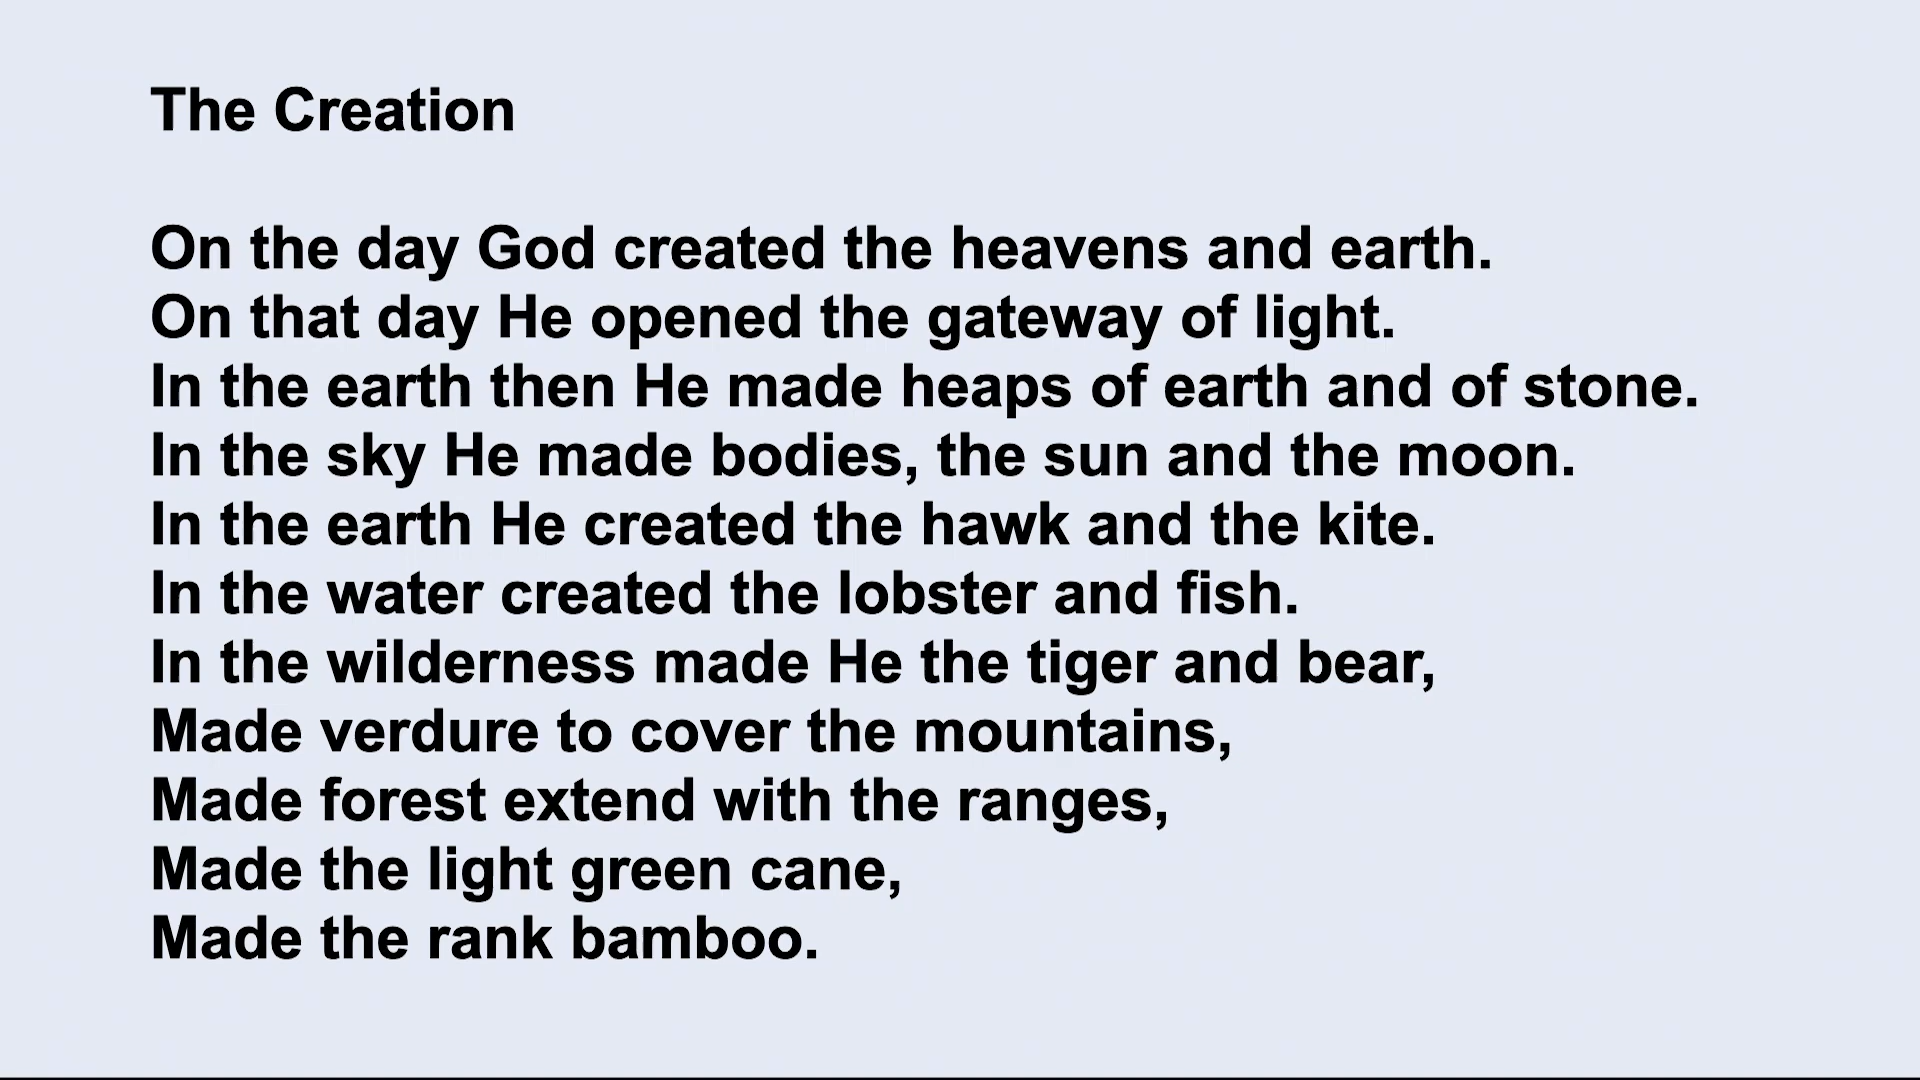 The Creation
On the day God created the heavens and earth.
On that day He opened the gateway of light.
In the earth then He made heaps of earth and of stone.
In the sky He made bodies, the sun and the moon.
In the earth He created the hawk and the kite.
In the water created the lobster and fish.
In the wilderness made He the tiger and bear,
Made verdure to cover the mountains,
Made forest extend with the ranges,
Made the light green cane,
Made the rank bamboo.